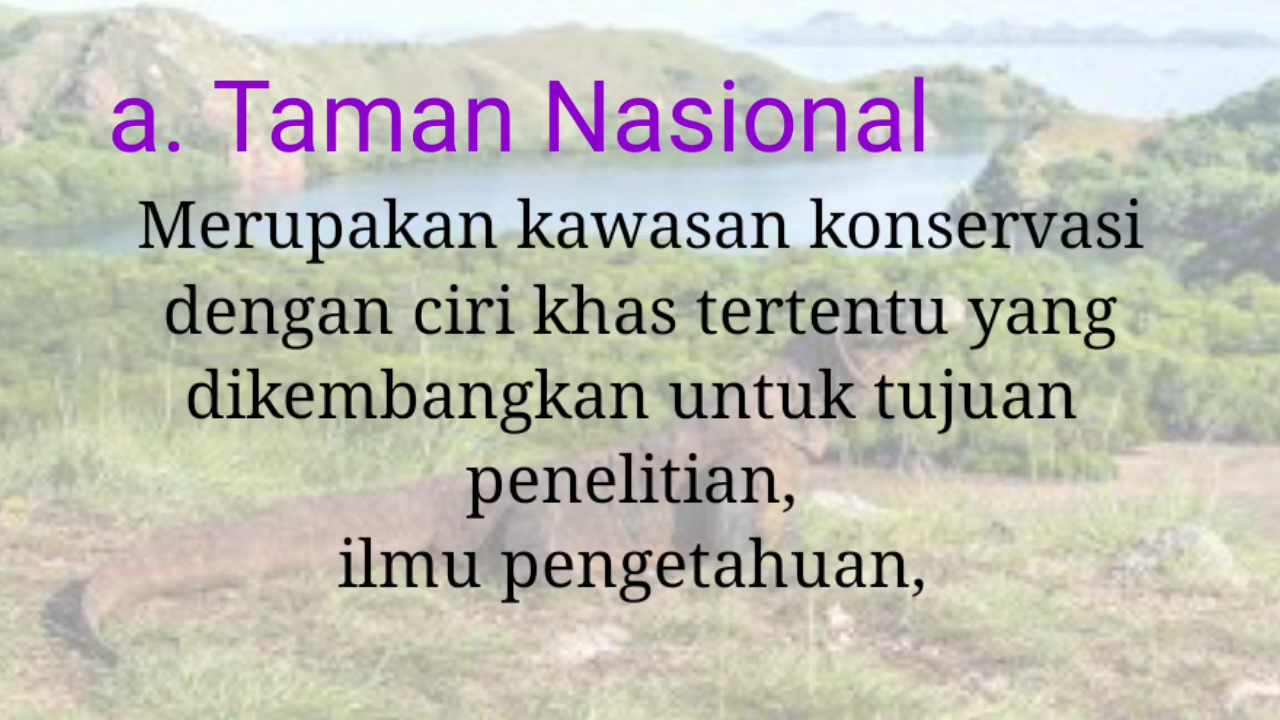 a. Taman Nasional
Merupakan kawasan konservasi
dengan ciri khas tertentu yang
dikembangkan untuk tujuan
penelitian,
ilmu pengetahuan,